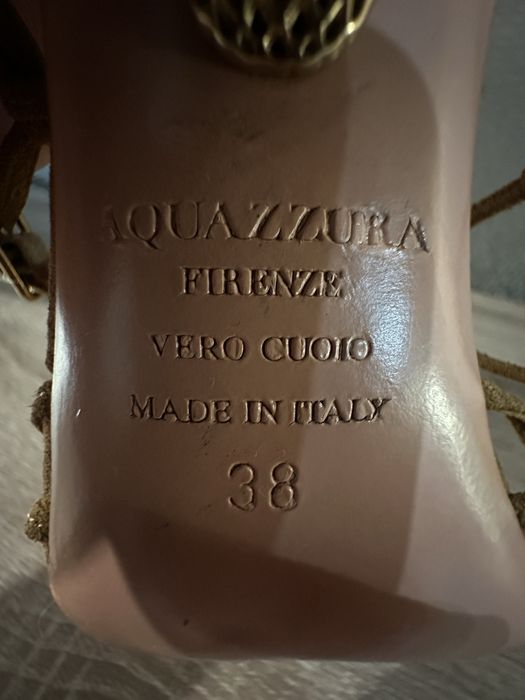 AQUAZZURA
FIRENZE
VERO CUOIO
MADE IN ITALY
38